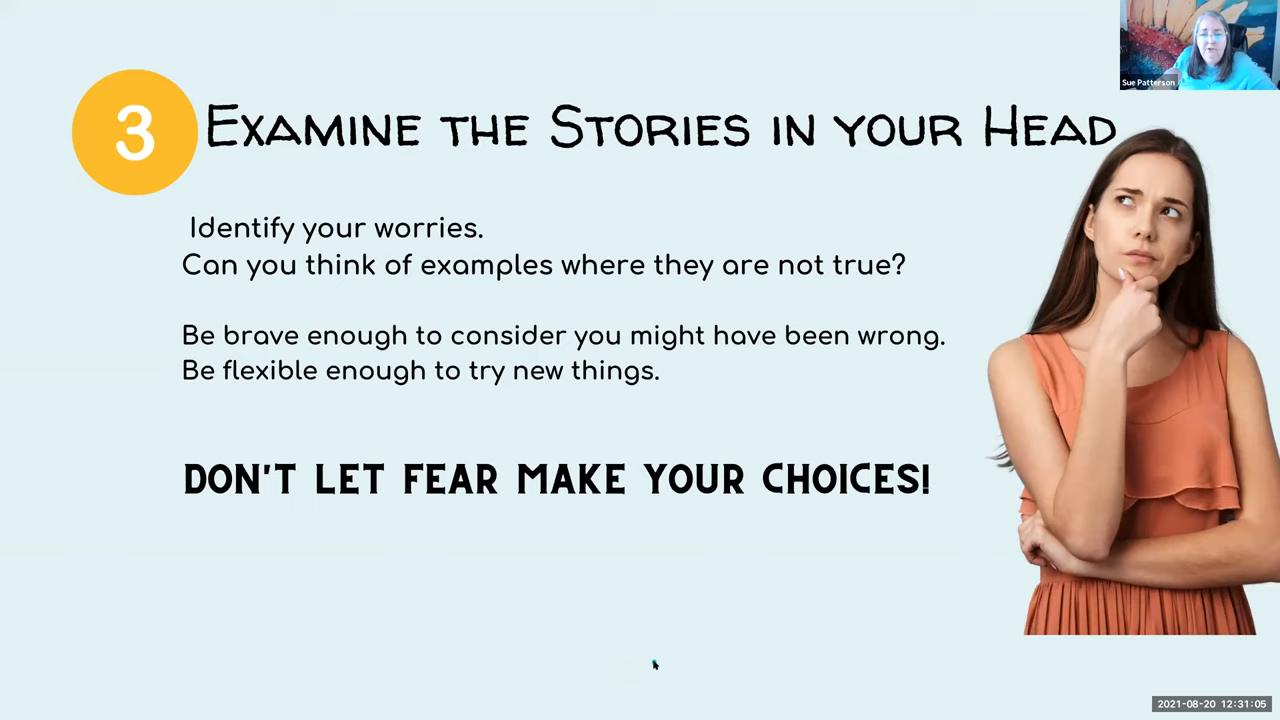 3 Examine the Stories in your Head
Identify your worries.
Can you think of examples where they are not true?
Be brave enough to consider you might have been wrong.
Be flexible enough to try new things.
DON'T LET FEAR MAKE YOUR CHOICES!
Sue Patterson
2021-08-20 12:31:05